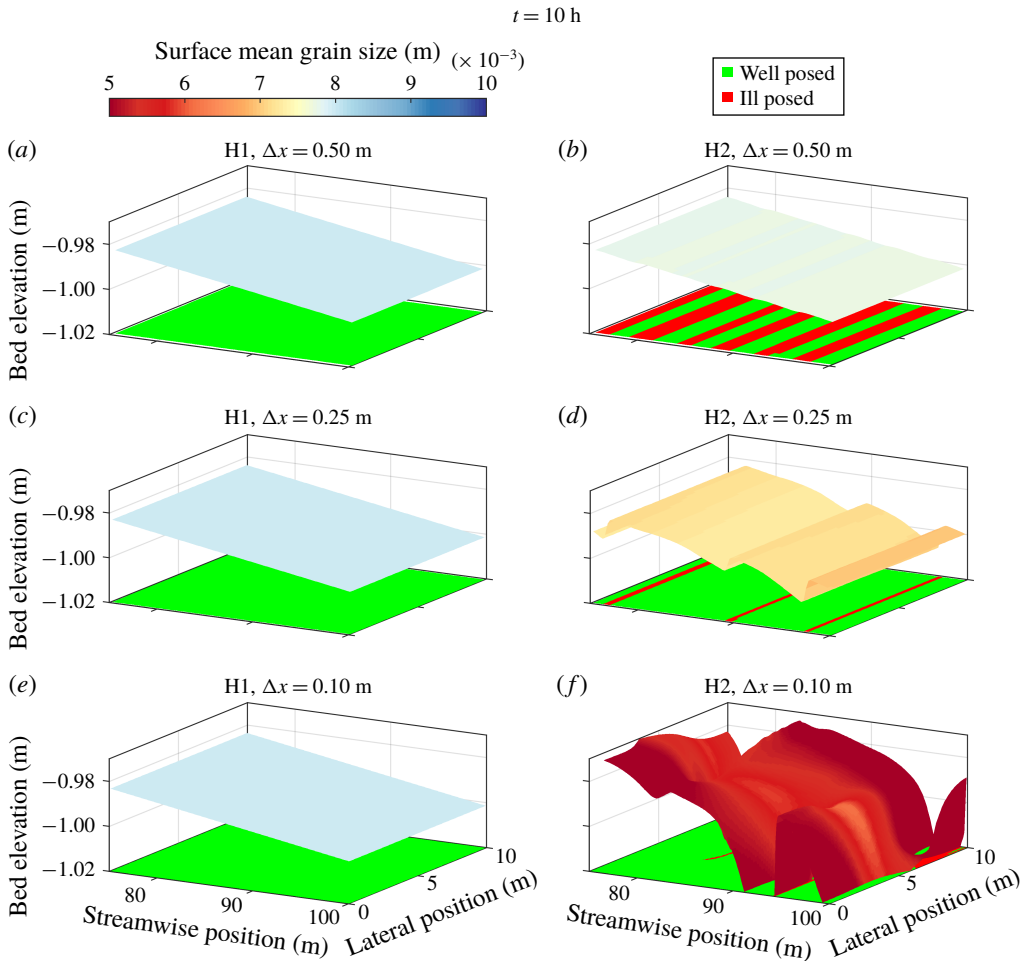 t = 10 h
Surface mean grain size (m)
(× 10⁻³)
5 6 7 8 9 10
Well posed
Ill posed
(a) H1, Δx = 0.50 m
(b) H2, Δx = 0.50 m
Bed elevation (m)
−0.98
−1.00
−1.02
(c) H1, Δx = 0.25 m
(d) H2, Δx = 0.25 m
Bed elevation (m)
−0.98
−1.00
−1.02
(e) H1, Δx = 0.10 m
(f) H2, Δx = 0.10 m
Bed elevation (m)
−0.98
−1.00
−1.02
80 90 100
Streamwise position (m)
0 5 10
Lateral position (m)
80 90 100
Streamwise position (m)
0 5 10
Lateral position (m)